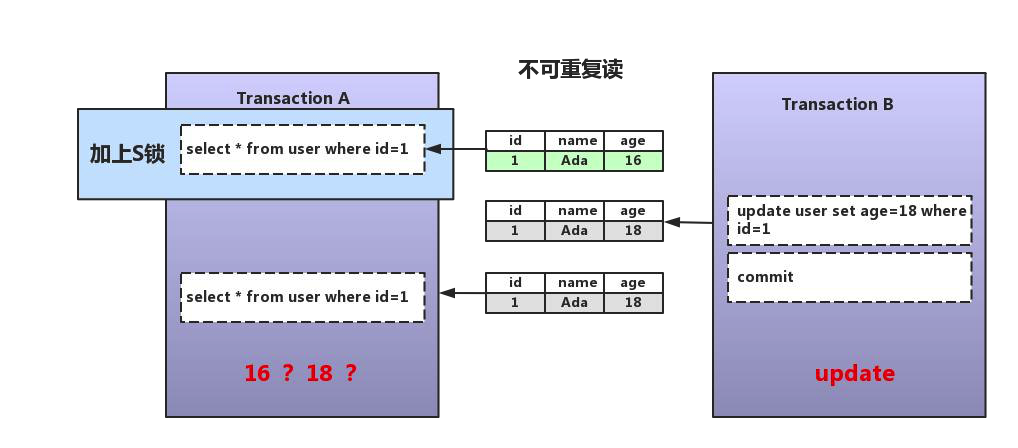 不可重复读
Transaction A
加上S锁
select * from user where id=1
id name age
1 Ada 16
Transaction B
id name age
1 Ada 18
update user set age=18 where
id=1
commit
select * from user where id=1
id name age
1 Ada 18
16 ? 18 ?
update